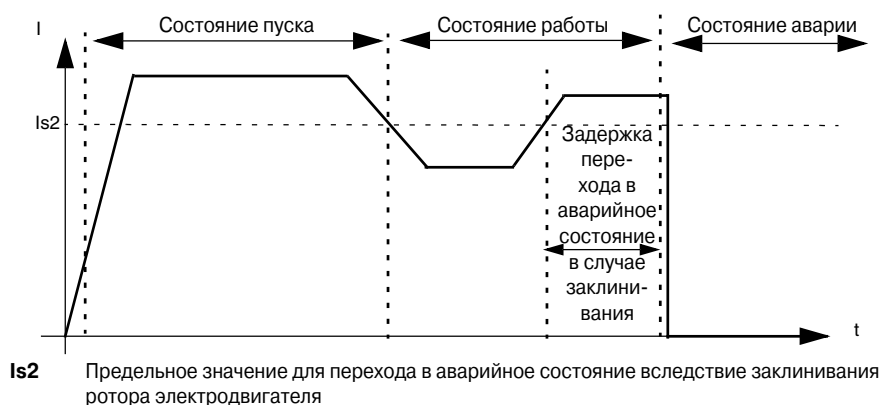 I
Состояние пуска
Состояние работы
Состояние аварии
Is2
Задержка
пере-
хода в
аварийное
состояние
в случае
заклини-
вания
t
Is2 Предельное значение для перехода в аварийное состояние вследствие заклинивания
ротора электродвигателя